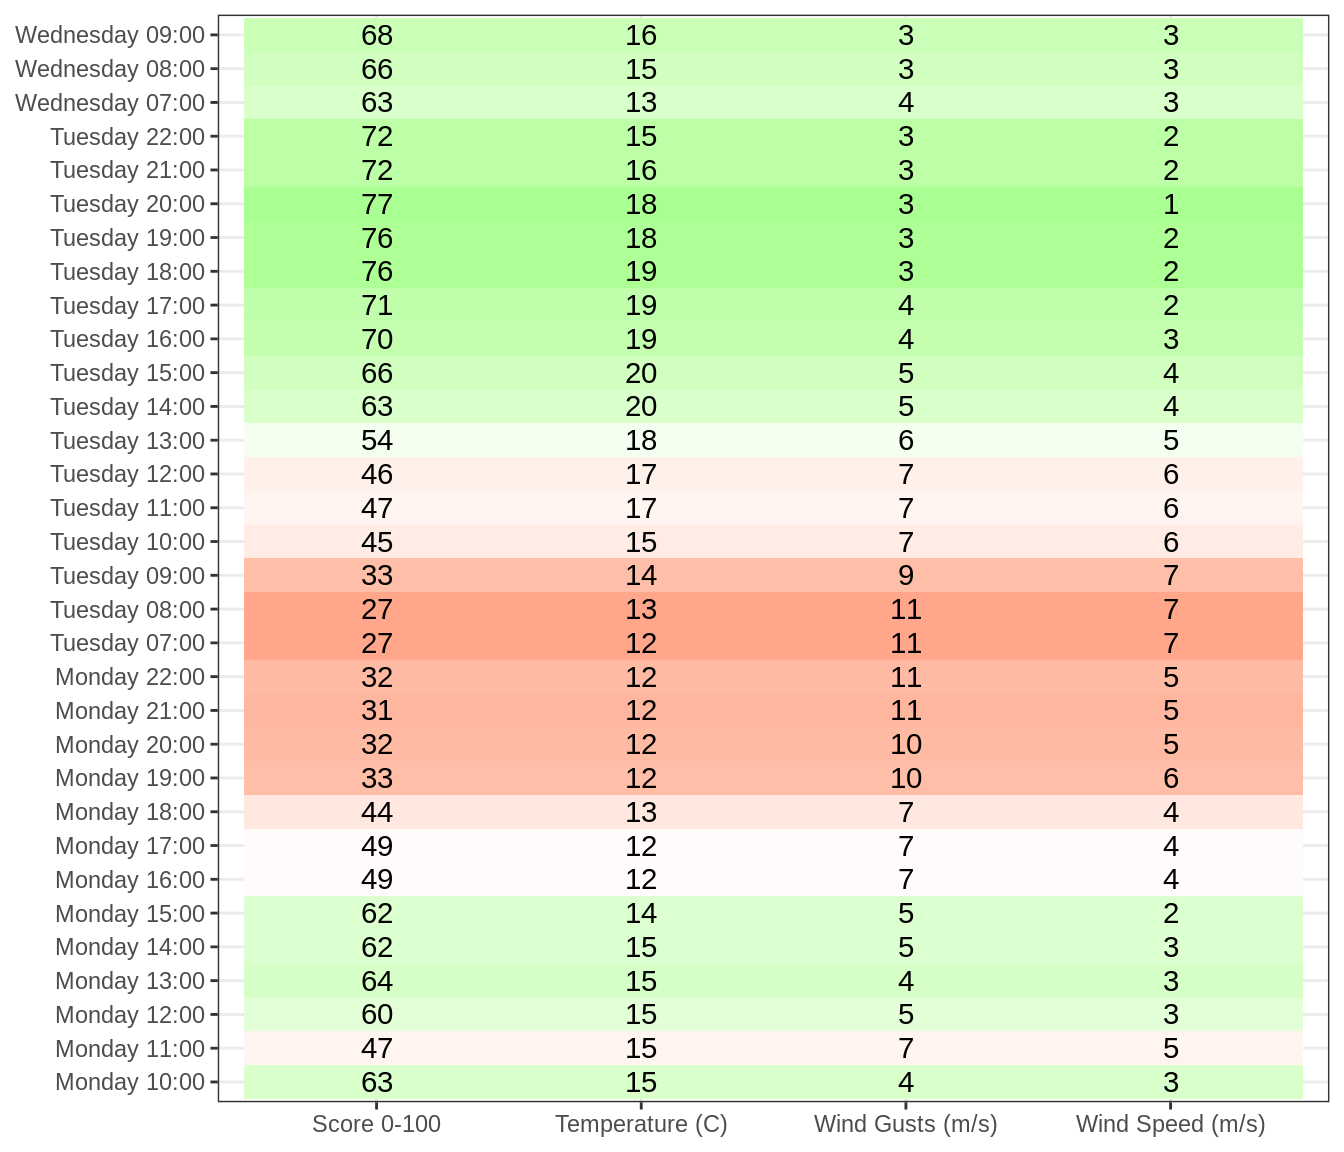 Wednesday 09:00 68 16 3 3
Wednesday 08:00 66 15 3 3
Wednesday 07:00 63 13 4 3
Tuesday 22:00 72 15 3 2
Tuesday 21:00 72 16 3 2
Tuesday 20:00 77 18 3 1
Tuesday 19:00 76 18 3 2
Tuesday 18:00 76 19 3 2
Tuesday 17:00 71 19 4 2
Tuesday 16:00 70 19 4 3
Tuesday 15:00 66 20 5 4
Tuesday 14:00 63 20 5 4
Tuesday 13:00 54 18 6 5
Tuesday 12:00 46 17 7 6
Tuesday 11:00 47 17 7 6
Tuesday 10:00 45 15 7 6
Tuesday 09:00 33 14 9 7
Tuesday 08:00 27 13 11 7
Tuesday 07:00 27 12 11 7
Monday 22:00 32 12 11 5
Monday 21:00 31 12 11 5
Monday 20:00 32 12 10 5
Monday 19:00 33 12 10 6
Monday 18:00 44 13 7 4
Monday 17:00 49 12 7 4
Monday 16:00 49 12 7 4
Monday 15:00 62 14 5 2
Monday 14:00 62 15 5 3
Monday 13:00 64 15 4 3
Monday 12:00 60 15 5 3
Monday 11:00 47 15 7 5
Monday 10:00 63 15 4 3
Score 0-100 Temperature (C) Wind Gusts (m/s) Wind Speed (m/s)